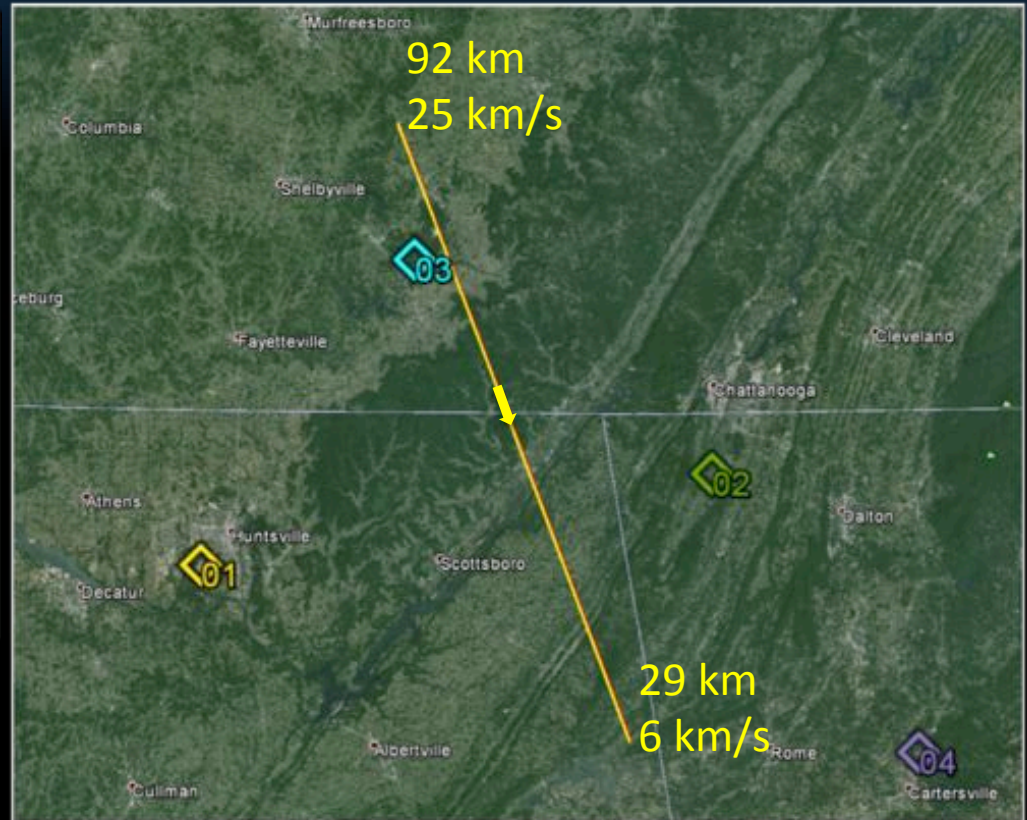 Murfreesboro
92 km
25 km/s
Columbia
Shelbyville
03
ceburg
Fayetteville
Cleveland
Chattanooga
02
Athens
Huntsville
Dalton
01
Scottsboro
Decatur
29 km
6 km/s
Albertville
Rome
04
Cullman
Cartersville